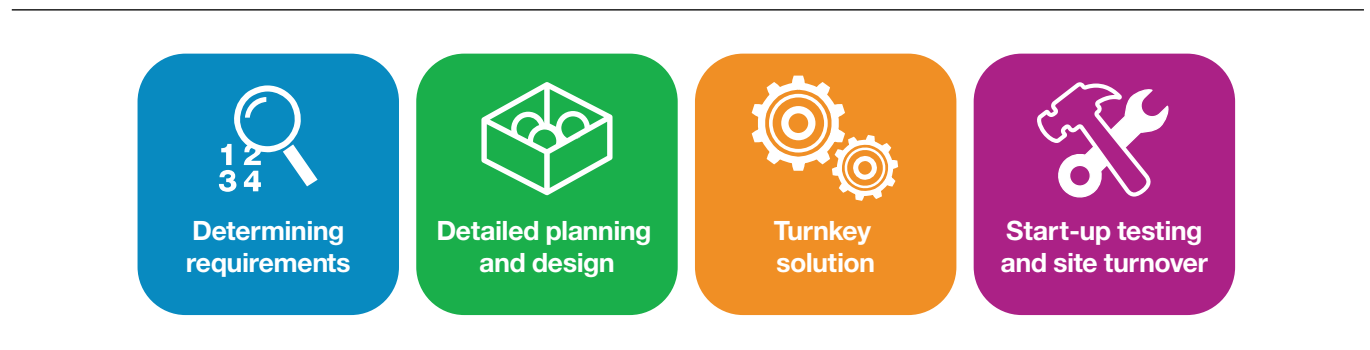 1 2
3 4
Determining
requirements
Detailed planning
and design
Turnkey
solution
Start-up testing
and site turnover